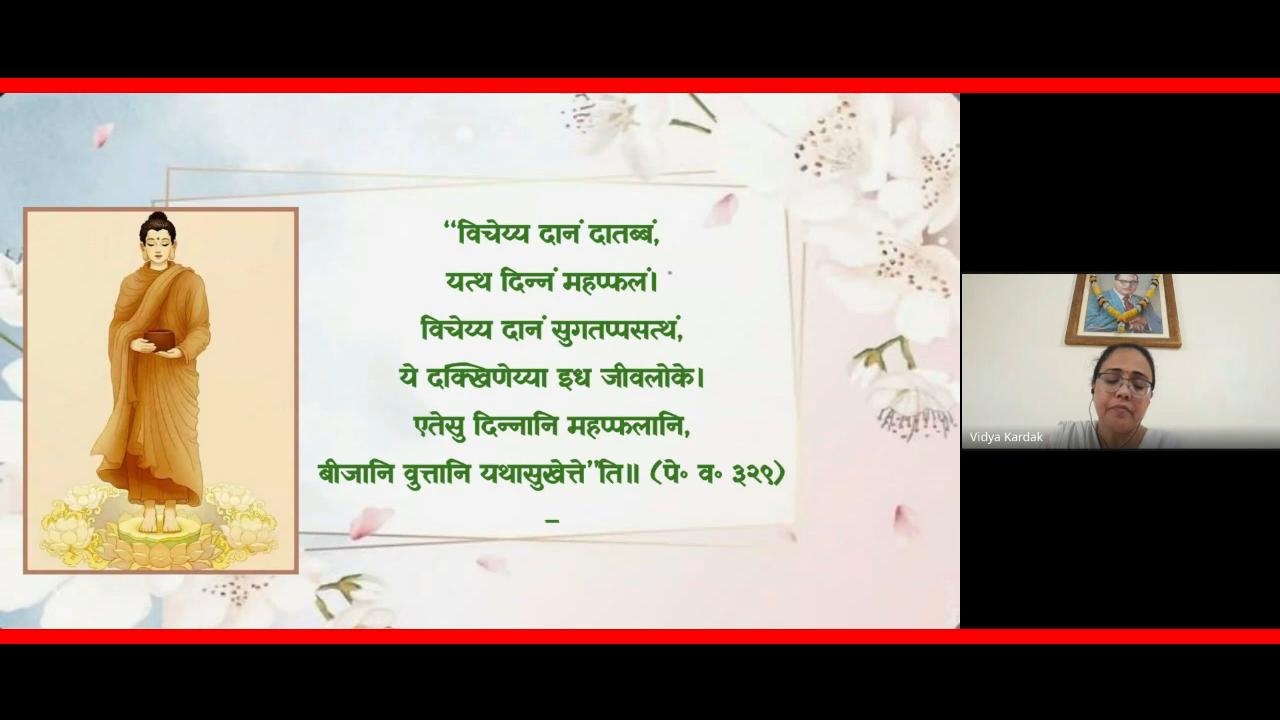 “विचेय्य दानं दातब्बं,
यत्थ दिन्नं महप्फलं।
विचेय्य दानं सुगतप्पसत्थं,
ये दक्खिणेय्या इध जीवलोके।
एतेसु दिन्नानि महप्फलानि,
बीजानि वुत्तानि यथासुखेत्ते”ति॥ (पे॰ व॰ ३२९)
–
Vidya Kardak